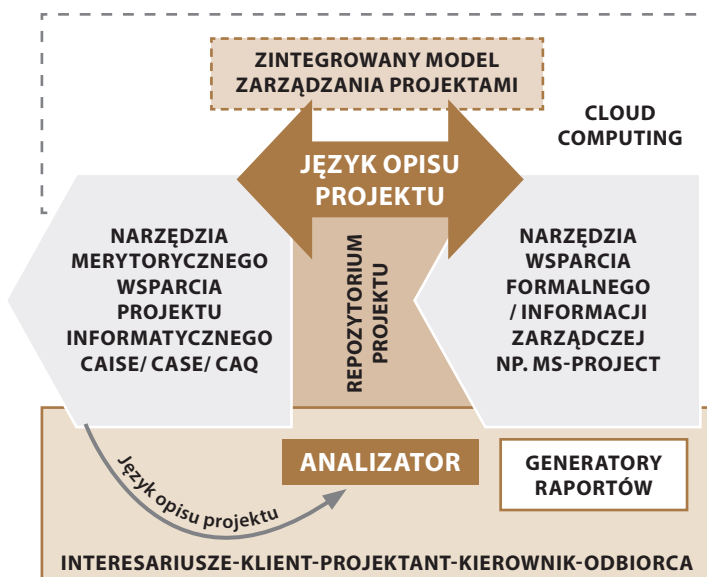 ZINTEGROWANY MODEL
ZARZĄDZANIA PROJEKTAMI
CLOUD
COMPUTING
JĘZYK OPISU
PROJEKTU
NARZĘDZIA
MERYTORYCZNEGO
WSPARCIA
PROJEKTU
INFORMATYCZNEGO
CAISE/ CASE/ CAQ
REPOZYTORIUM
PROJEKTU
NARZĘDZIA
WSPARCIA
FORMALNEGO
/ INFORMACJI
ZARZĄDCZEJ
NP. MS-PROJECT
Język opisu projektu
ANALIZATOR
GENERATORY
RAPORTÓW
INTERESARIUSZE-KLIENT-PROJEKTANT-KIEROWNIK-ODBIORCA